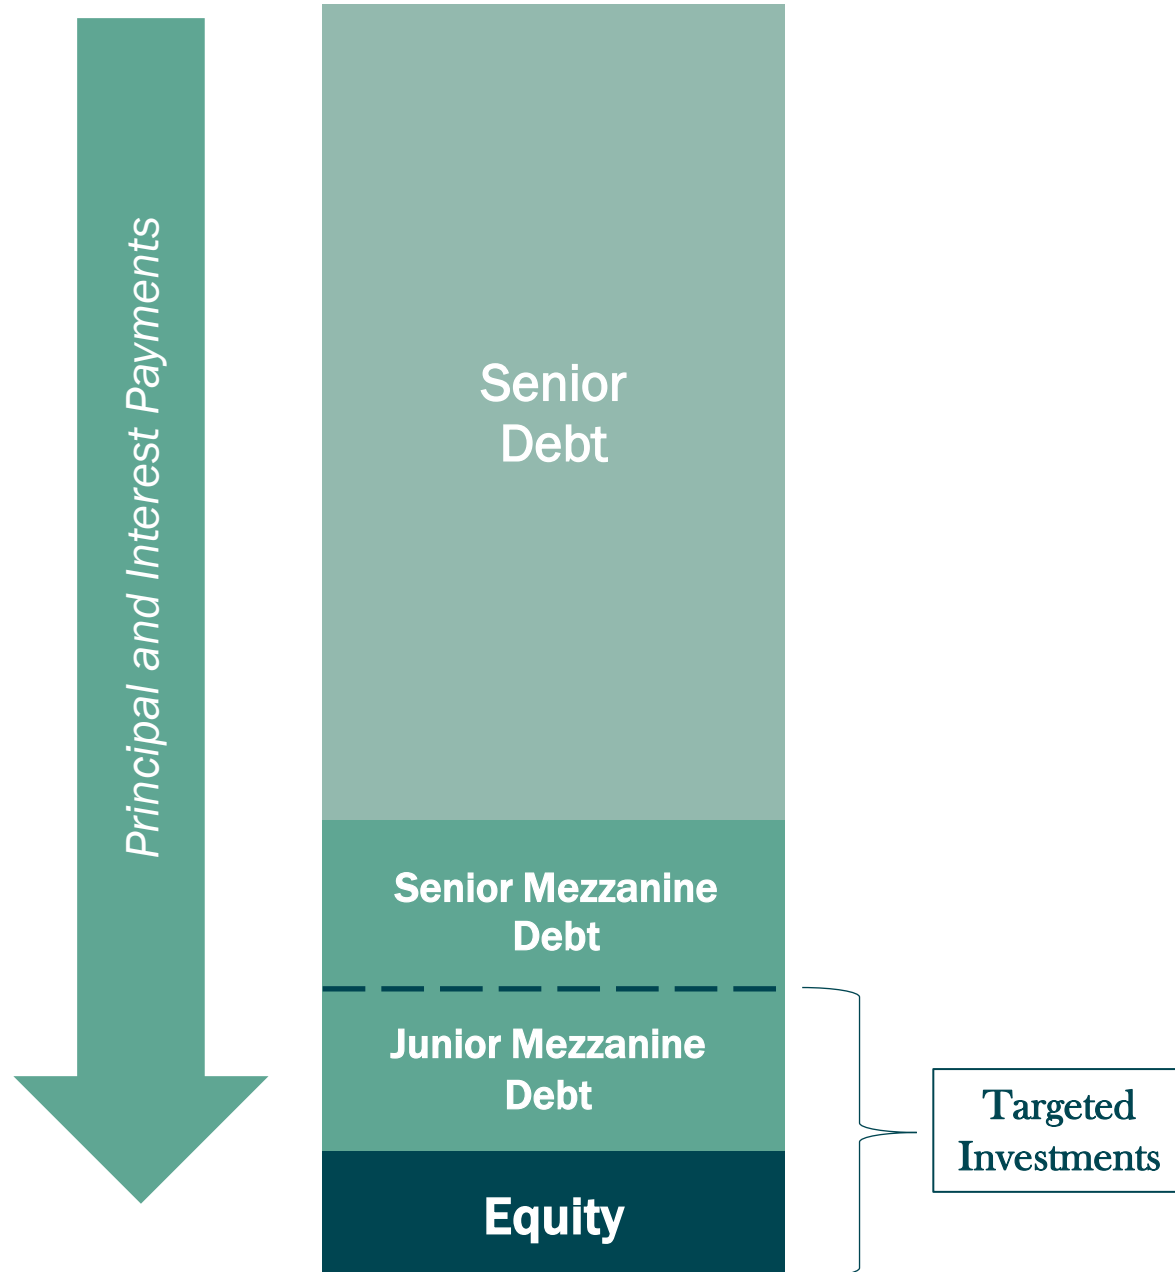 Principal and Interest Payments
Senior
Debt
Senior Mezzanine
Debt
Junior Mezzanine
Debt
Equity
Targeted
Investments